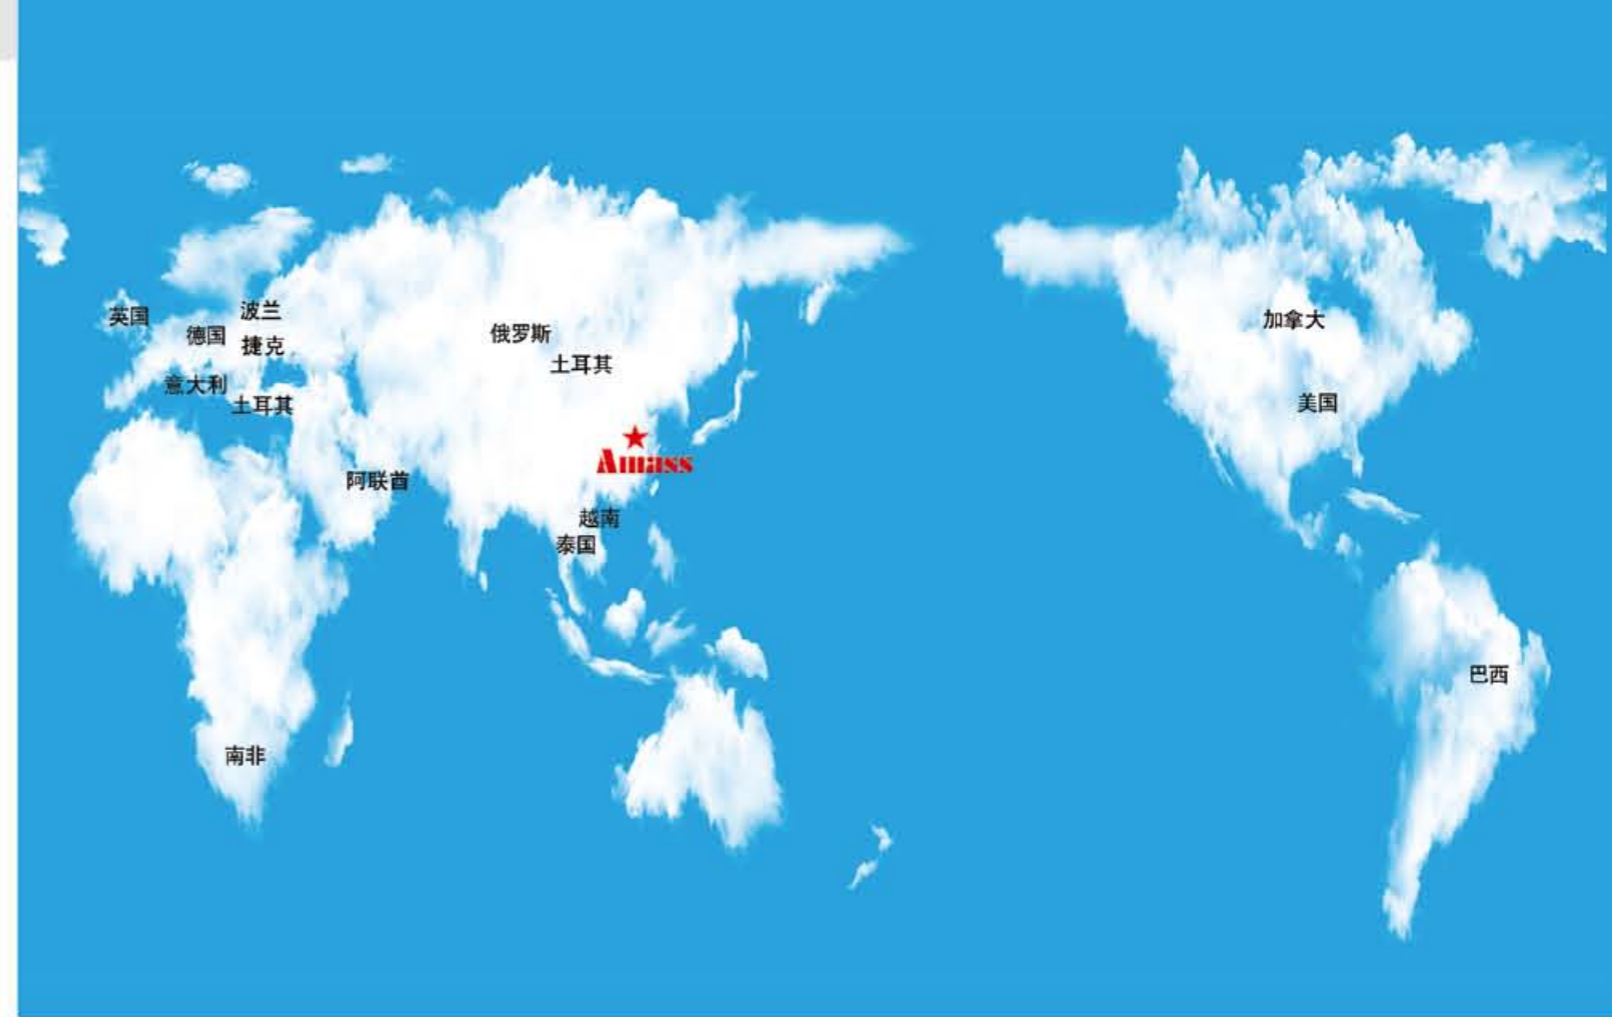 英国
波兰
德国
捷克
意大利
土耳其
俄罗斯
土耳其
Amass
阿联酋
越南
泰国
南非
加拿大
美国
巴西